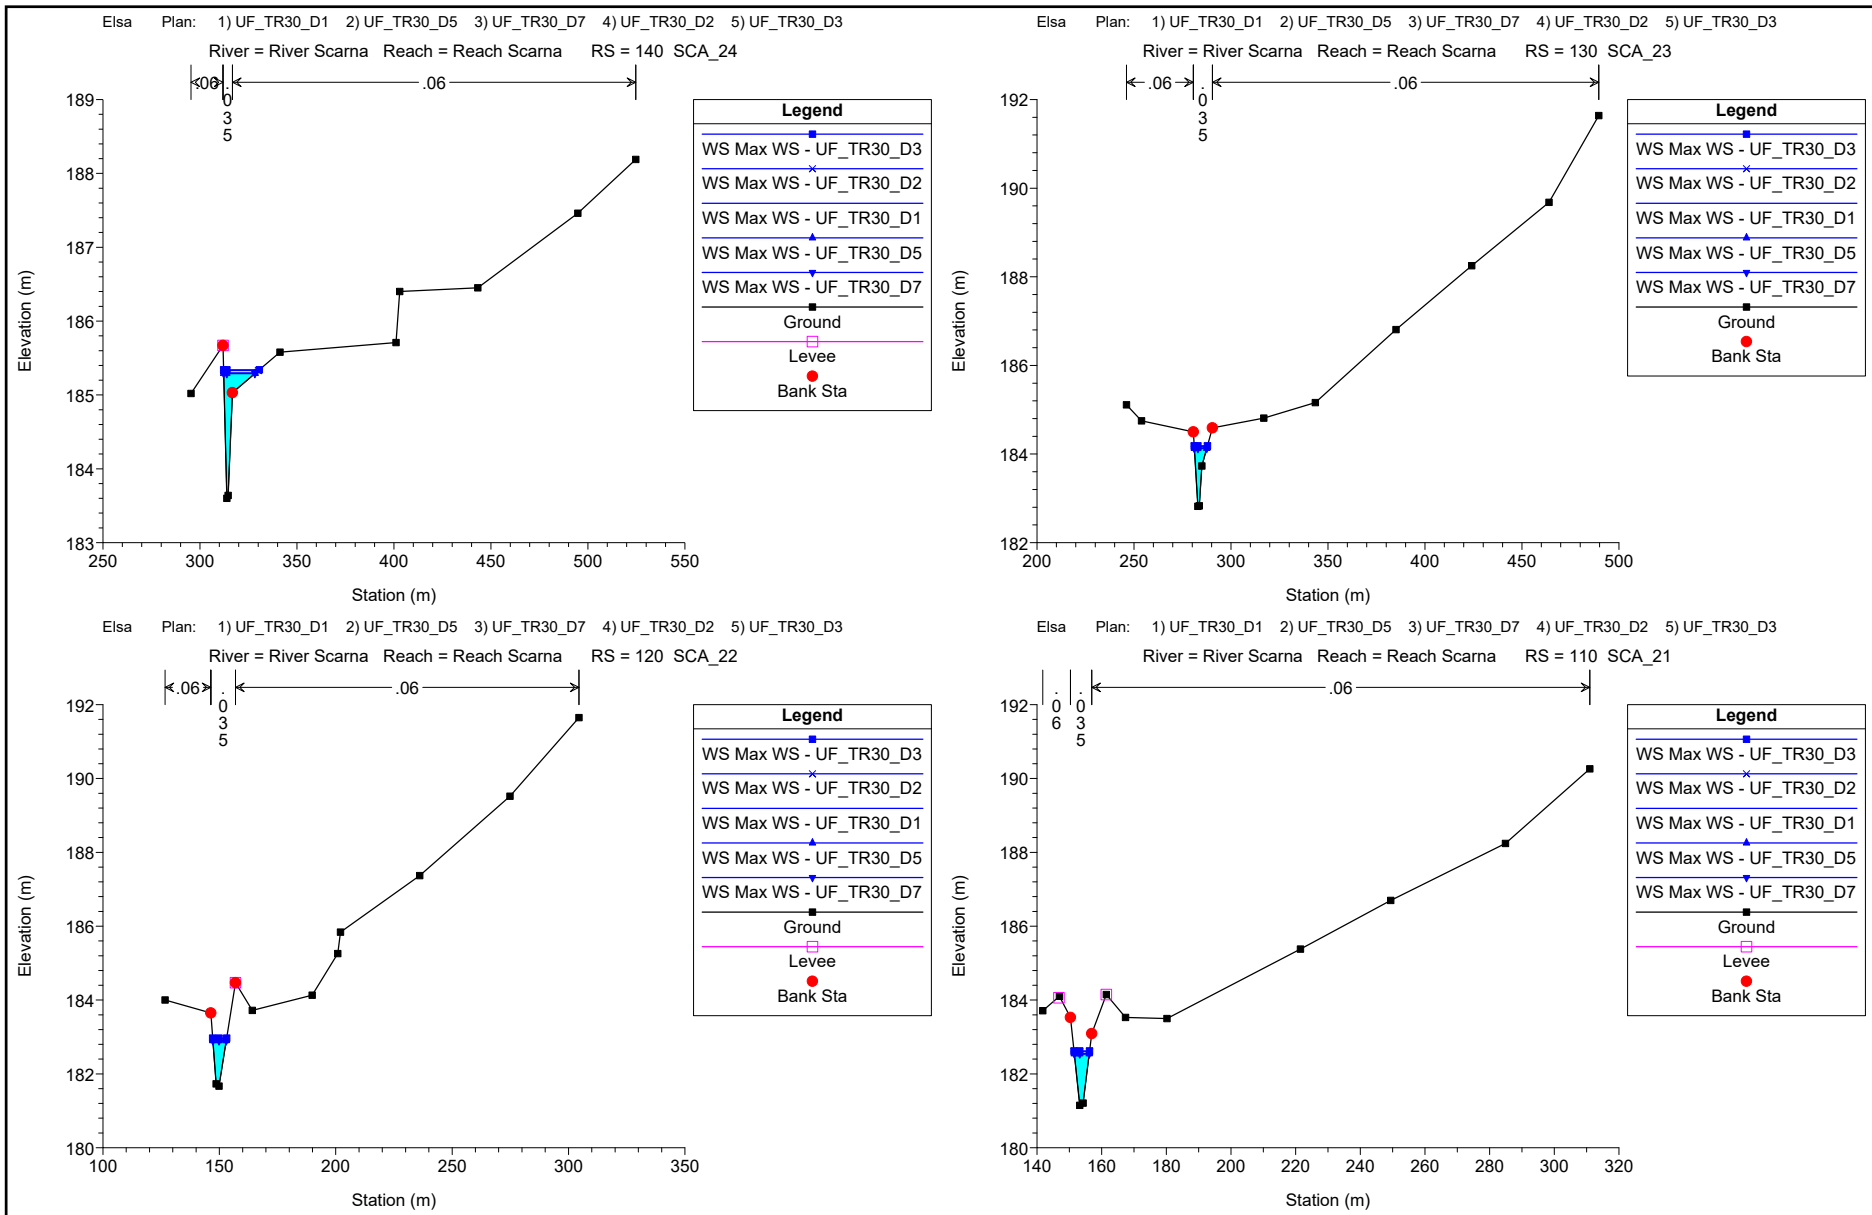 Elsa Plan: 1) UF_TR30_D1 2) UF_TR30_D5 3) UF_TR30_D7 4) UF_TR30_D2 5) UF_TR30_D3
River = River Scarna Reach = Reach Scarna RS = 140 SCA_24
.06
.035
.06
189
188
187
186
185
184
183
250 300 350 400 450 500 550
Station (m)
Elevation (m)
Legend
WS Max WS - UF_TR30_D3
WS Max WS - UF_TR30_D2
WS Max WS - UF_TR30_D1
WS Max WS - UF_TR30_D5
WS Max WS - UF_TR30_D7
Ground
Levee
Bank Sta
Elsa Plan: 1) UF_TR30_D1 2) UF_TR30_D5 3) UF_TR30_D7 4) UF_TR30_D2 5) UF_TR30_D3
River = River Scarna Reach = Reach Scarna RS = 130 SCA_23
.06
.035
.06
192
190
188
186
184
182
200 250 300 350 400 450 500
Station (m)
Elevation (m)
Legend
WS Max WS - UF_TR30_D3
WS Max WS - UF_TR30_D2
WS Max WS - UF_TR30_D1
WS Max WS - UF_TR30_D5
WS Max WS - UF_TR30_D7
Ground
Bank Sta
Elsa Plan: 1) UF_TR30_D1 2) UF_TR30_D5 3) UF_TR30_D7 4) UF_TR30_D2 5) UF_TR30_D3
River = River Scarna Reach = Reach Scarna RS = 120 SCA_22
.06
.035
.06
192
190
188
186
184
182
180
100 150 200 250 300 350
Station (m)
Elevation (m)
Legend
WS Max WS - UF_TR30_D3
WS Max WS - UF_TR30_D2
WS Max WS - UF_TR30_D1
WS Max WS - UF_TR30_D5
WS Max WS - UF_TR30_D7
Ground
Levee
Bank Sta
Elsa Plan: 1) UF_TR30_D1 2) UF_TR30_D5 3) UF_TR30_D7 4) UF_TR30_D2 5) UF_TR30_D3
River = River Scarna Reach = Reach Scarna RS = 110 SCA_21
.06
.035
.06
192
190
188
186
184
182
180
140 160 180 200 220 240 260 280 300 320
Station (m)
Elevation (m)
Legend
WS Max WS - UF_TR30_D3
WS Max WS - UF_TR30_D2
WS Max WS - UF_TR30_D1
WS Max WS - UF_TR30_D5
WS Max WS - UF_TR30_D7
Ground
Levee
Bank Sta